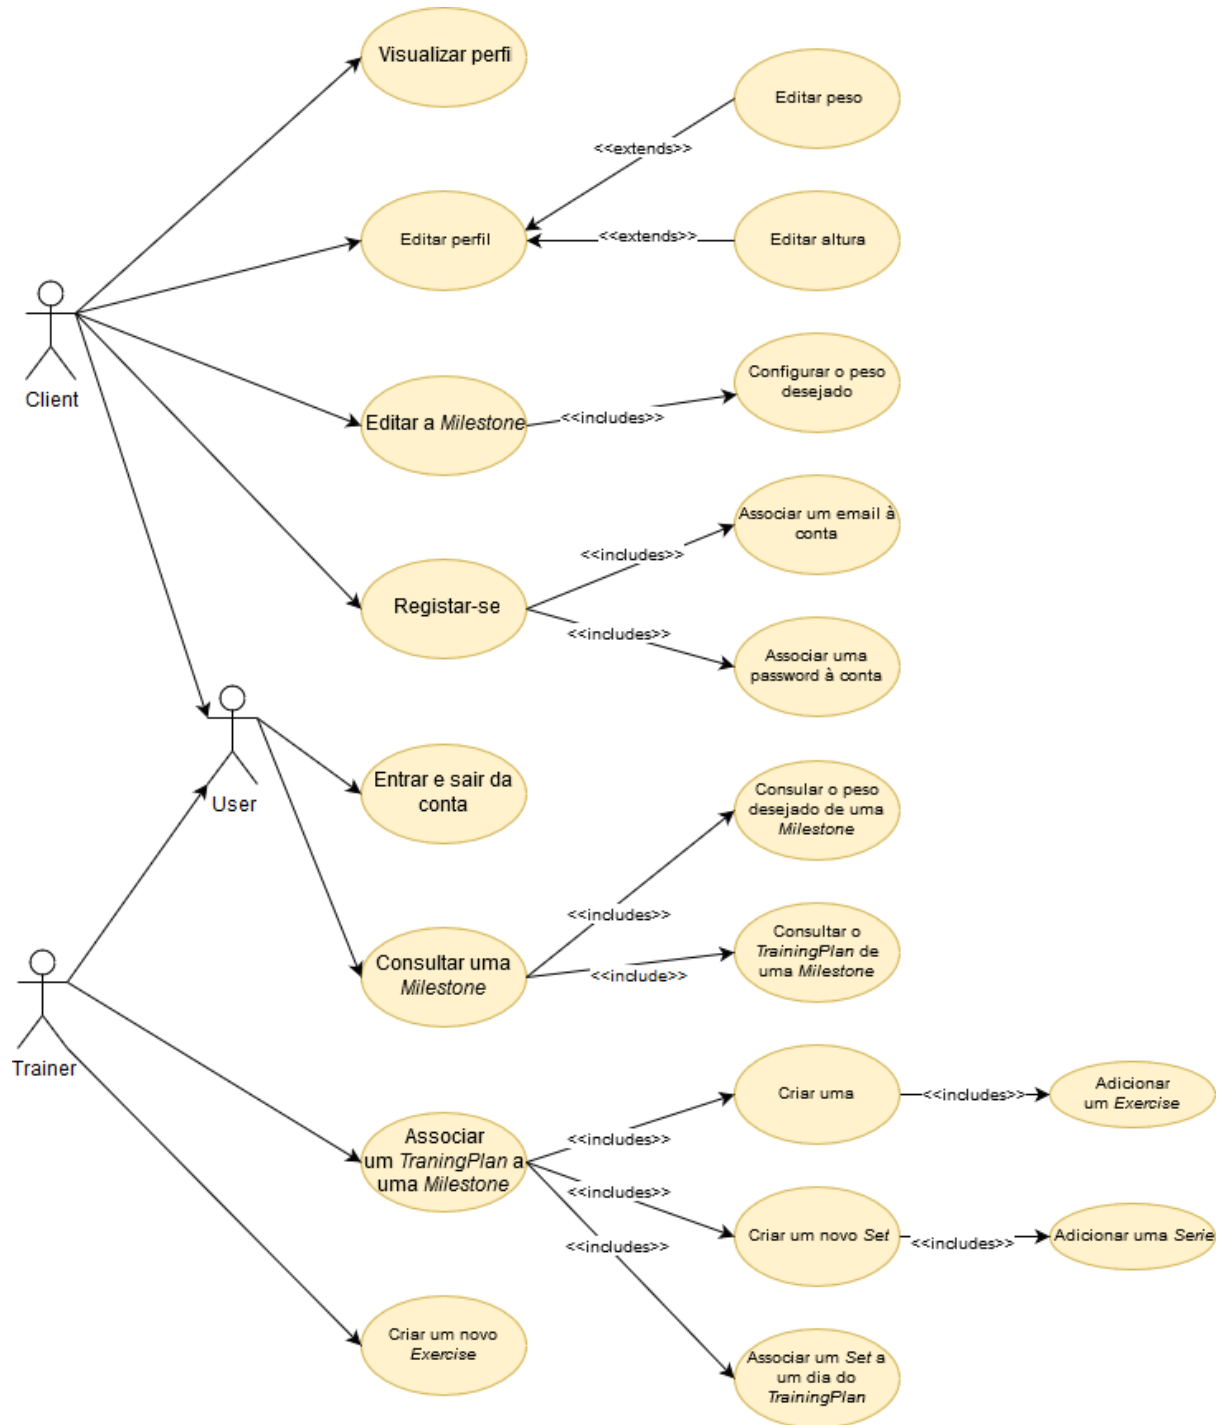 Visualizar perfi
Editar peso
<<extends>>
Editar perfil
<<extends>>
Editar altura
Client
Configurar o peso
desejado
Editar a Milestone
<<includes>>
Associar um email à
conta
<<includes>>
Registar-se
<<includes>>
Associar uma
password à conta
User
Entrar e sair da
conta
Consular o peso
desejado de uma
Milestone
<<includes>>
Consultar uma
Milestone
<<include>>
Consultar o
TrainingPlan de
uma Milestone
Trainer
Criar uma
<<includes>>
Adicionar
um Exercise
<<includes>>
Associar
um TraningPlan a
uma Milestone
<<includes>>
Criar um novo Set
<<includes>>
Adicionar uma Serie
<<includes>>
Criar um novo
Exercise
Associar um Set a
um dia do
TrainingPlan